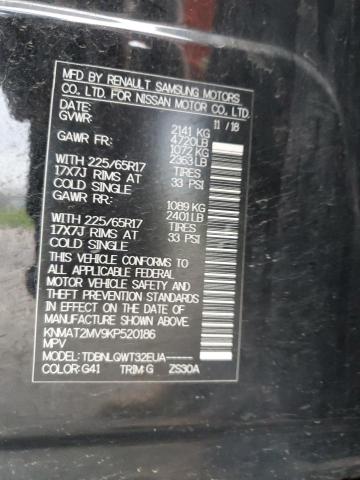 MFD BY RENAULT SAMSUNG MOTORS
CO., LTD. FOR NISSAN MOTOR CO., LTD.
DATE: 11 / 18
GVWR: 2141 KG
4720LB
GAWR FR: 1072 KG
2363LB
WITH 225/65R17 TIRES
17X7J RIMS AT 33 PSI
COLD SINGLE
GAWR RR: 1089 KG
2401LB
WITH 225/65R17 TIRES
17X7J RIMS AT 33 PSI
COLD SINGLE
THIS VEHICLE CONFORMS
TO ALL APPLICABLE FEDERAL
MOTOR VEHICLE SAFETY AND
THEFT PREVENTION STANDARDS
IN EFFECT ON THE DATE OF
MANUFACTURE SHOWN ABOVE.
KNMAT2MV9KP520186
MPV
MODEL: TDBNLQWT32EUA-----
COLOR: G41 TRIM: G ZS30A